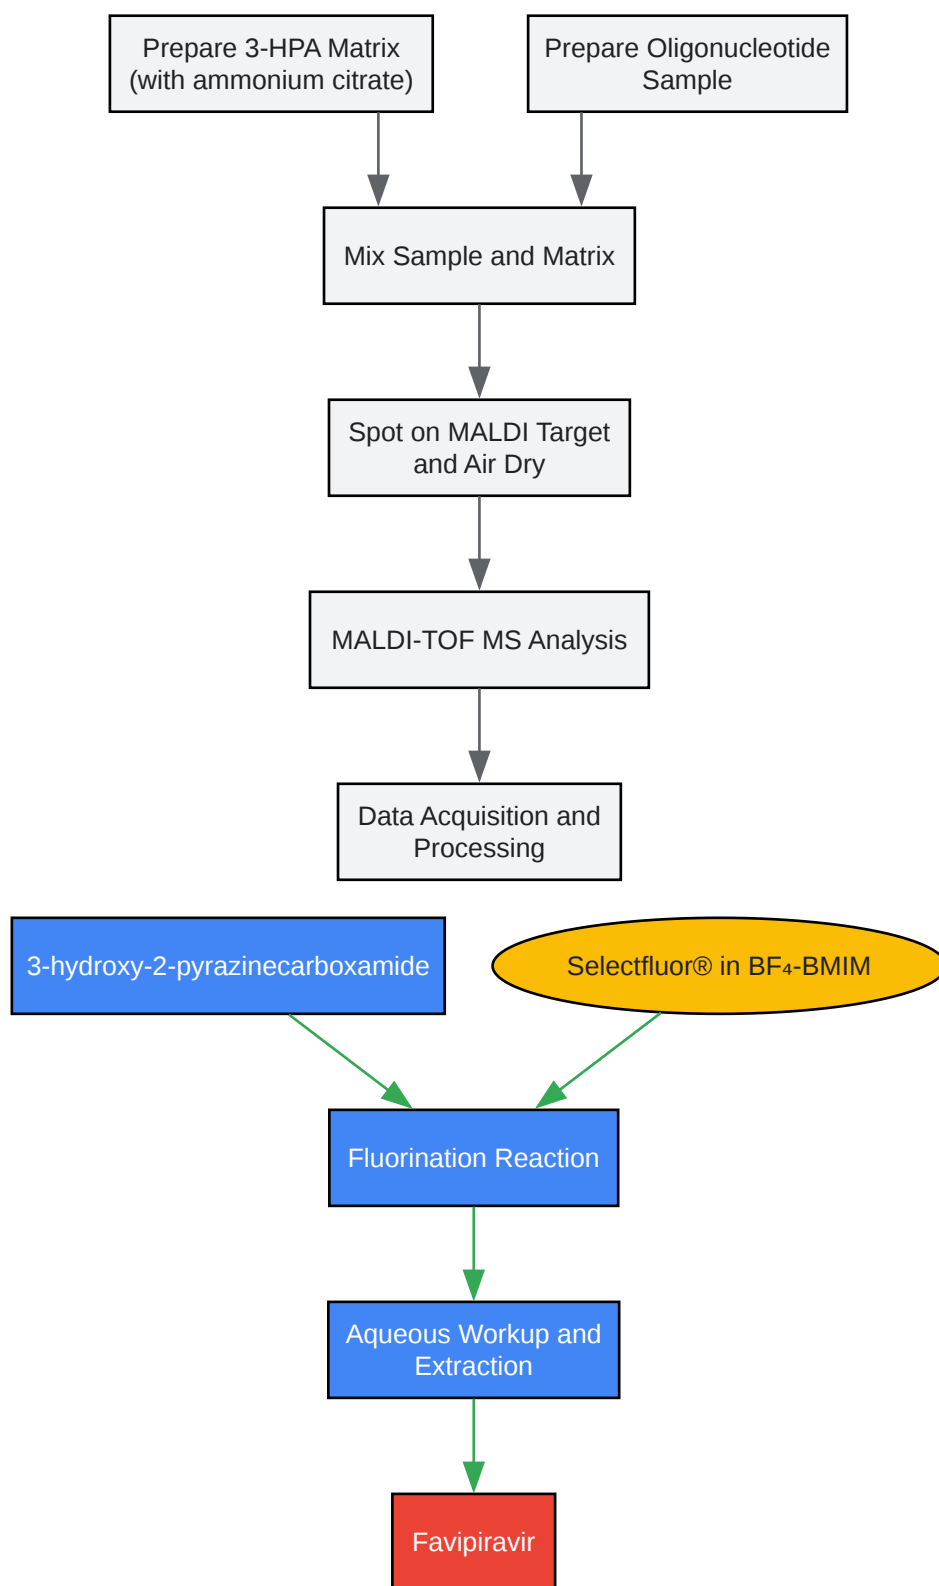 Prepare 3-HPA Matrix
(with ammonium citrate)
Prepare Oligonucleotide
Sample
Mix Sample and Matrix
Spot on MALDI Target
and Air Dry
MALDI-TOF MS Analysis
Data Acquisition and
Processing
3-hydroxy-2-pyrazinecarboxamide
Selectfluor® in BF₄-BMIM
Fluorination Reaction
Aqueous Workup and
Extraction
Favipiravir